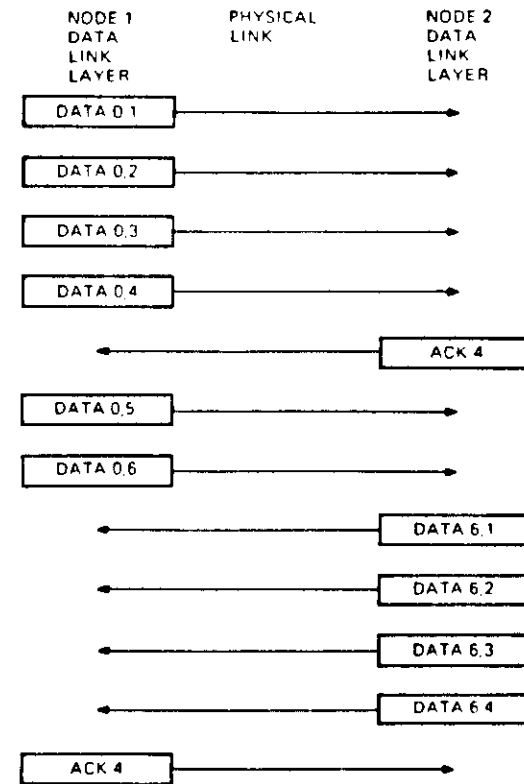 NODE 1
DATA
LINK
LAYER
PHYSICAL
LINK
NODE 2
DATA
LINK
LAYER
DATA 0,1
DATA 0,2
DATA 0,3
DATA 0,4
ACK 4
DATA 0,5
DATA 0,6
DATA 6,1
DATA 6,2
DATA 6,3
DATA 6,4
ACK 4